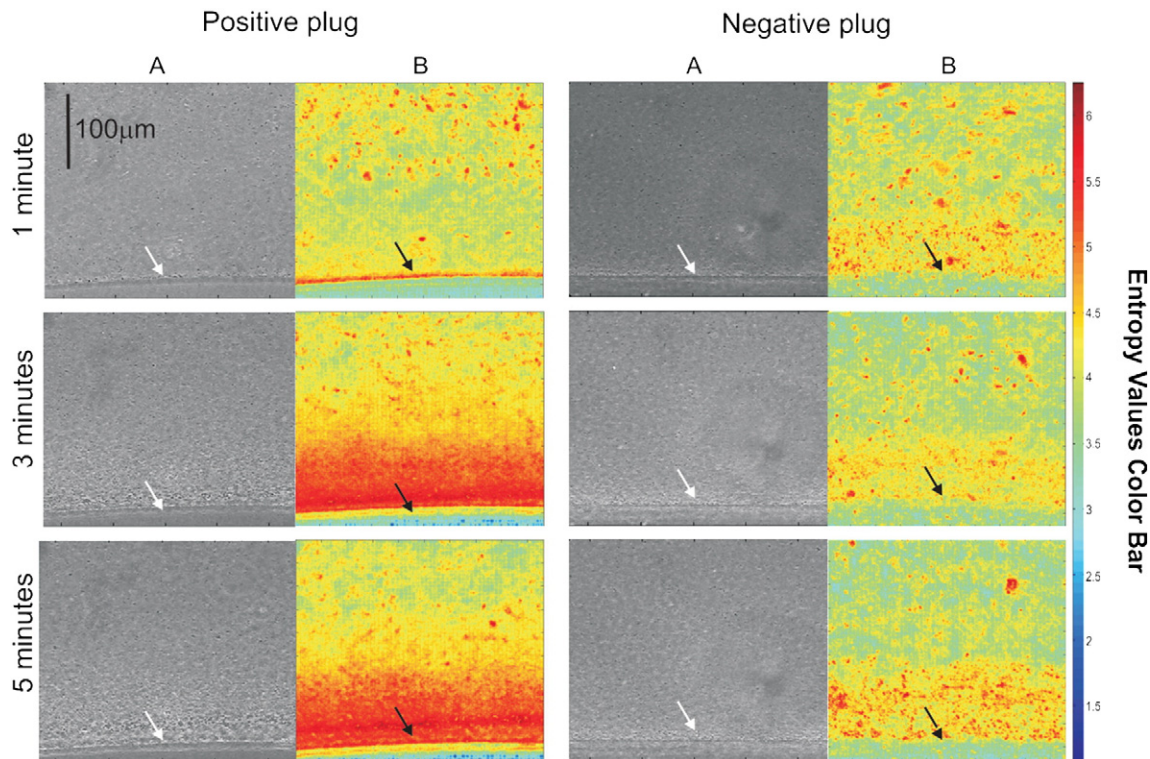 Positive plug
Negative plug
A
B
A
B
100µm
1 minute
3 minutes
5 minutes
6
5.5
5
4.5
4
3.5
3
2.5
2
1.5
Entropy Values Color Bar